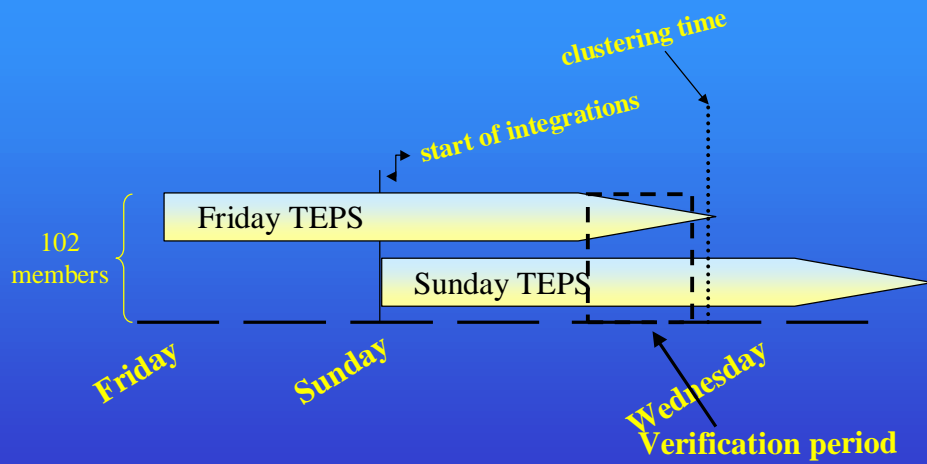 clustering time
start of integrations
Friday TEPS
102
members
Sunday TEPS
Friday
Sunday
Wednesday
Verification period